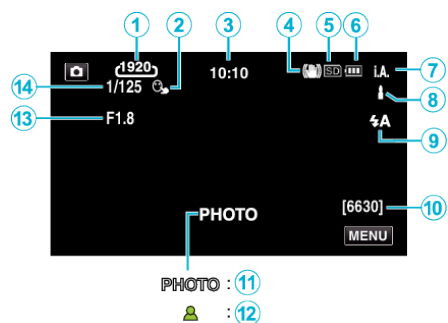 1 2 3 4 5 6
1920 10:10 SD i.A. 7
14 1/125 8
13 F1.8 A 9
[6630] 10
PHOTO
MENU
PHOTO : 11
: 12